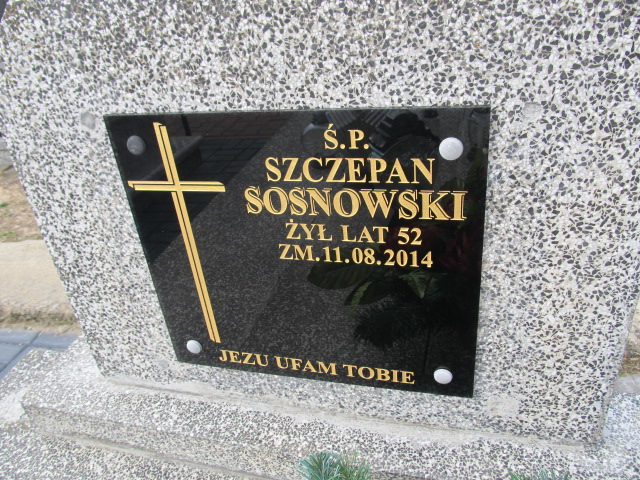 Ś.P.
SZCZEPAN
SOSNOWSKI
ŻYŁ LAT 52
ZM.11.08.2014
JEZU UFAM TOBIE